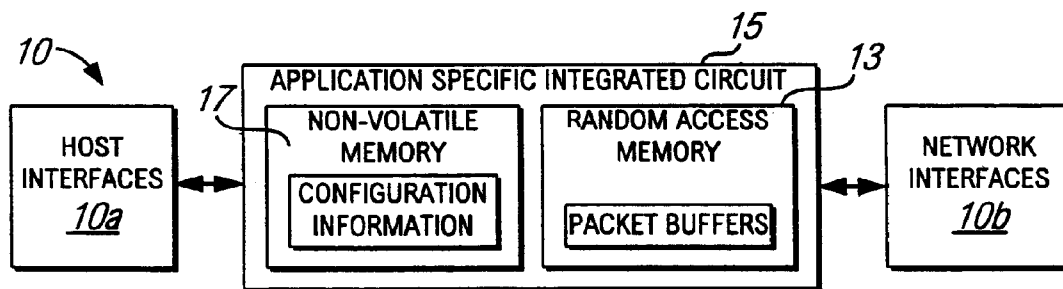 10
15
APPLICATION SPECIFIC INTEGRATED CIRCUIT
13
17
HOST
INTERFACES
10a
NON-VOLATILE
MEMORY
CONFIGURATION
INFORMATION
RANDOM ACCESS
MEMORY
PACKET BUFFERS
NETWORK
INTERFACES
10b